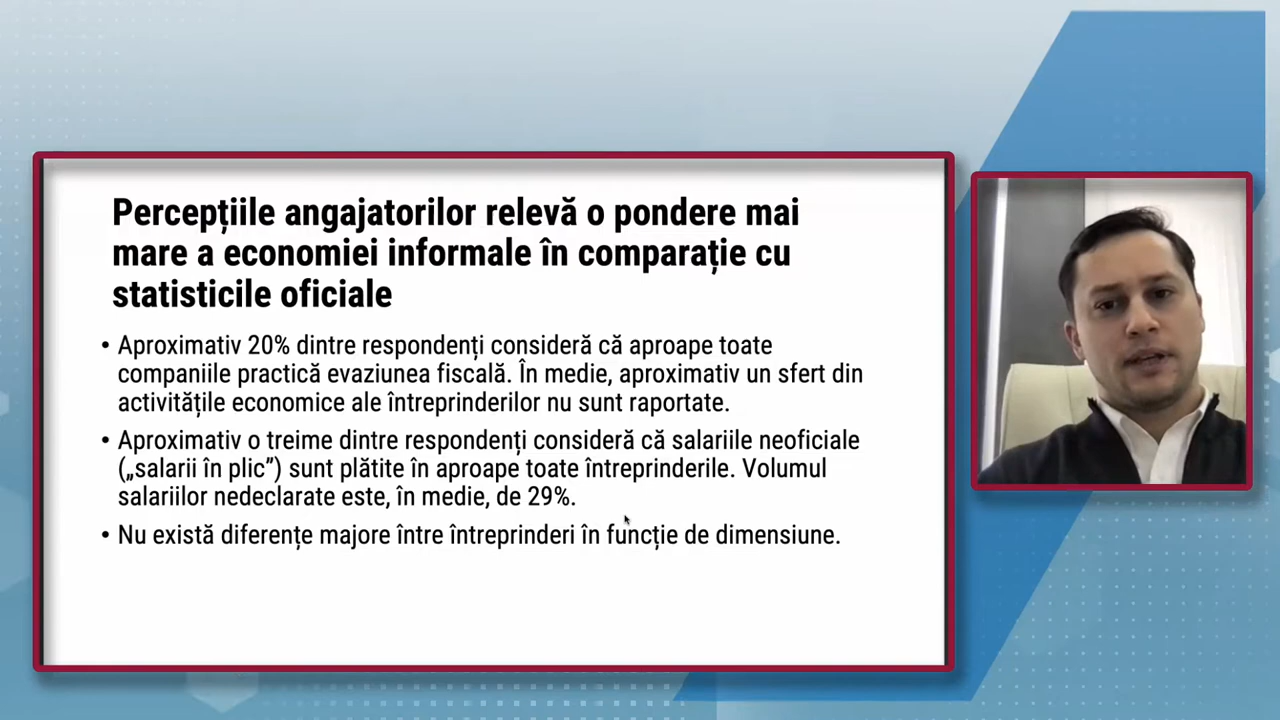 Percepțiile angajatorilor relevă o pondere mai
mare a economiei informale în comparație cu
statisticile oficiale
• Aproximativ 20% dintre respondenți consideră că aproape toate
companiile practică evaziunea fiscală. În medie, aproximativ un sfert din
activitățile economice ale întreprinderilor nu sunt raportate.
• Aproximativ o treime dintre respondenți consideră că salariile neoficiale
(„salarii în plic”) sunt plătite în aproape toate întreprinderile. Volumul
salariilor nedeclarate este, în medie, de 29%.
• Nu există diferențe majore între întreprinderi în funcție de dimensiune.